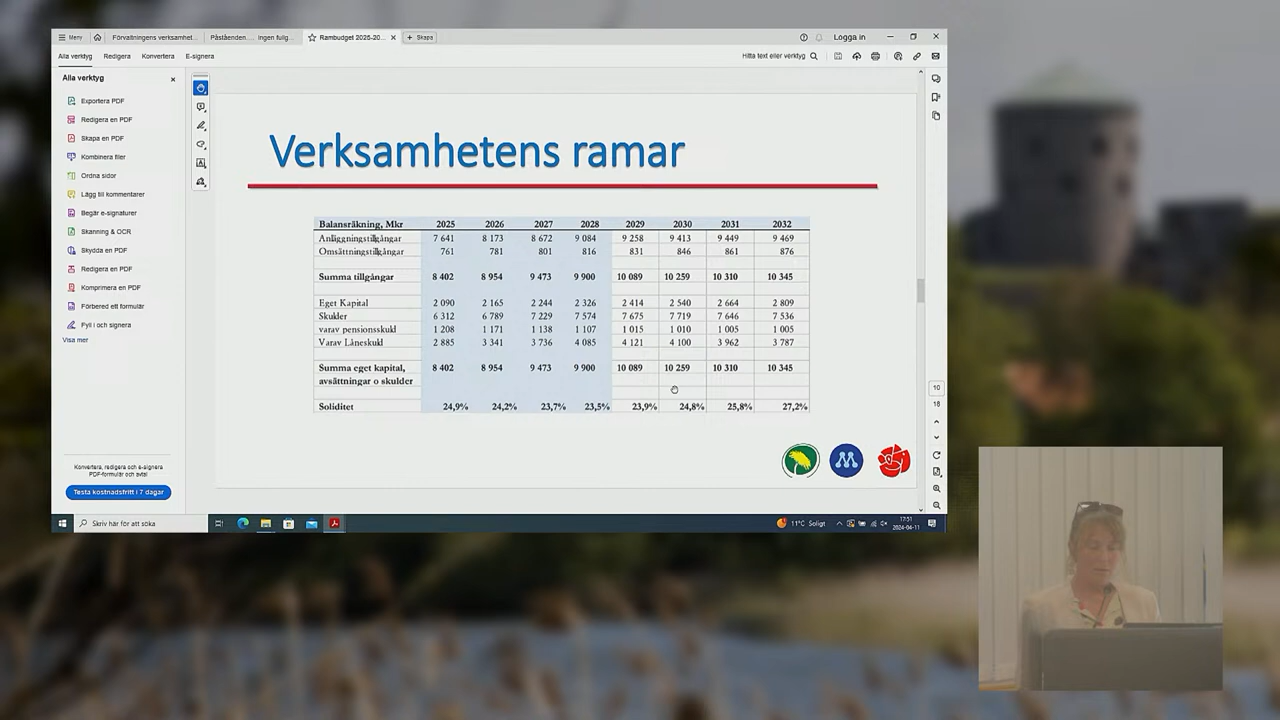 Meny
Förvaltningens verksamhet...
Påståenden.... ingen fullg...
Rambudget 2025-20...
Skapa
Logga in
Alla verktyg
Redigera
Konvertera
E-signera
Hitta text eller verktyg
Alla verktyg
Exportera PDF
Redigera en PDF
Skapa en PDF
Kombinera filer
Ordna sidor
Lägg till kommentarer
Begär e-signaturer
Skanning & OCR
Skydda en PDF
Redigera en PDF
Komprimera en PDF
Förbered ett formulär
Fyll i och signera
Visa mer
Konvertera, redigera och e-signera
PDF-formulär och avtal
Testa kostnadsfritt i 7 dagar
Verksamhetens ramar
Balansräkning, Mkr 2025 2026 2027 2028 2029 2030 2031 2032
Anläggningstillgångar 7 641 8 173 8 672 9 084 9 258 9 413 9 449 9 469
Omsättningstillgångar 761 781 801 816 831 846 861 876
Summa tillgångar 8 402 8 954 9 473 9 900 10 089 10 259 10 310 10 345
Eget Kapital 2 090 2 165 2 244 2 326 2 414 2 540 2 664 2 809
Skulder 6 312 6 789 7 229 7 574 7 675 7 719 7 646 7 536
varav pensionsskuld 1 208 1 171 1 138 1 107 1 015 1 010 1 005 1 005
Varav Låneskuld 2 885 3 341 3 736 4 085 4 121 4 100 3 962 3 787
Summa eget kapital, 8 402 8 954 9 473 9 900 10 089 10 259 10 310 10 345
avsättningar o skulder
Soliditet 24,9% 24,2% 23,7% 23,5% 23,9% 24,8% 25,8% 27,2%
10
18
Skriv här för att söka
11°C Soligt
17:51
2024-04-11